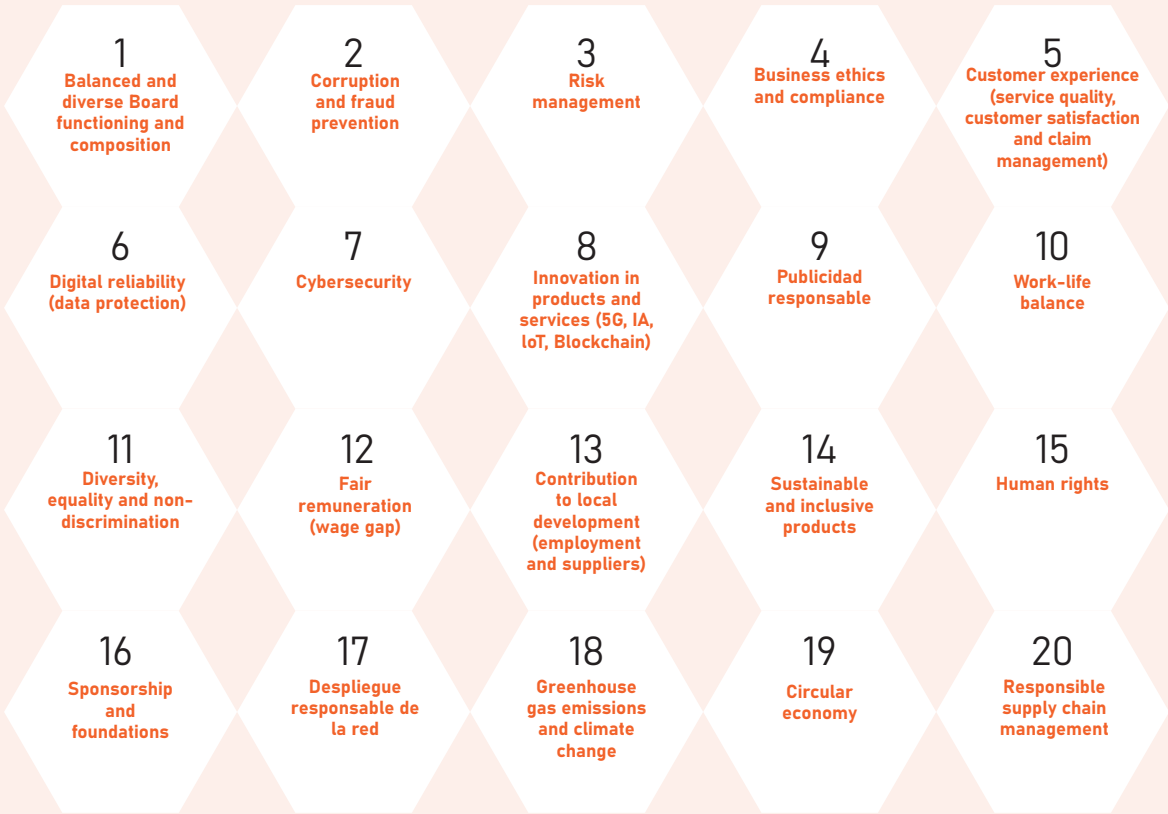 1
Balanced and
diverse Board
functioning and
composition
2
Corruption
and fraud
prevention
3
Risk
management
4
Business ethics
and compliance
5
Customer experience
(service quality,
customer satisfaction
and claim
management)
6
Digital reliability
(data protection)
7
Cybersecurity
8
Innovation in
products and
services (5G, IA,
loT, Blockchain)
9
Publicidad
responsable
10
Work-life
balance
11
Diversity,
equality and non-
discrimination
12
Fair
remuneration
(wage gap)
13
Contribution
to local
development
(employment
and suppliers)
14
Sustainable
and inclusive
products
15
Human rights
16
Sponsorship
and
foundations
17
Despliegue
responsable de
la red
18
Greenhouse
gas emissions
and climate
change
19
Circular
economy
20
Responsible
supply chain
management